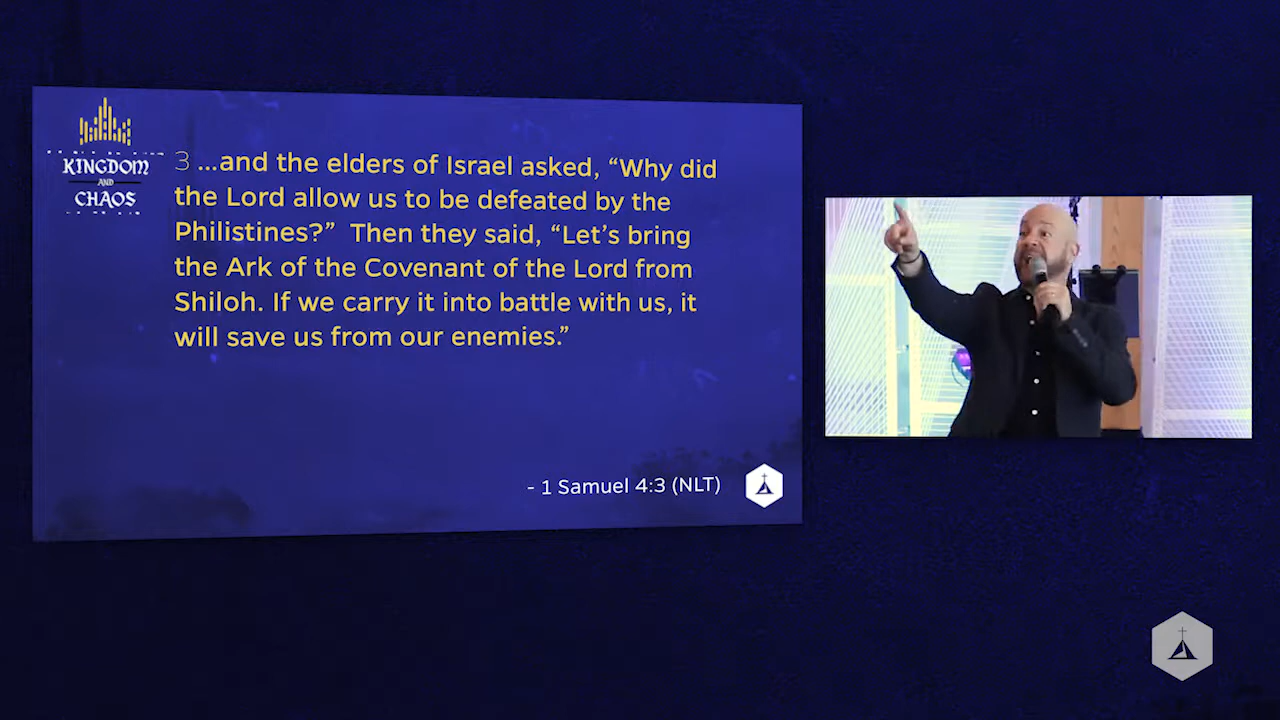 KINGDOM
AND
CHAOS
3 ...and the elders of Israel asked, “Why did
the Lord allow us to be defeated by the
Philistines?”  Then they said, “Let’s bring
the Ark of the Covenant of the Lord from
Shiloh. If we carry it into battle with us, it
will save us from our enemies.”
- 1 Samuel 4:3 (NLT)